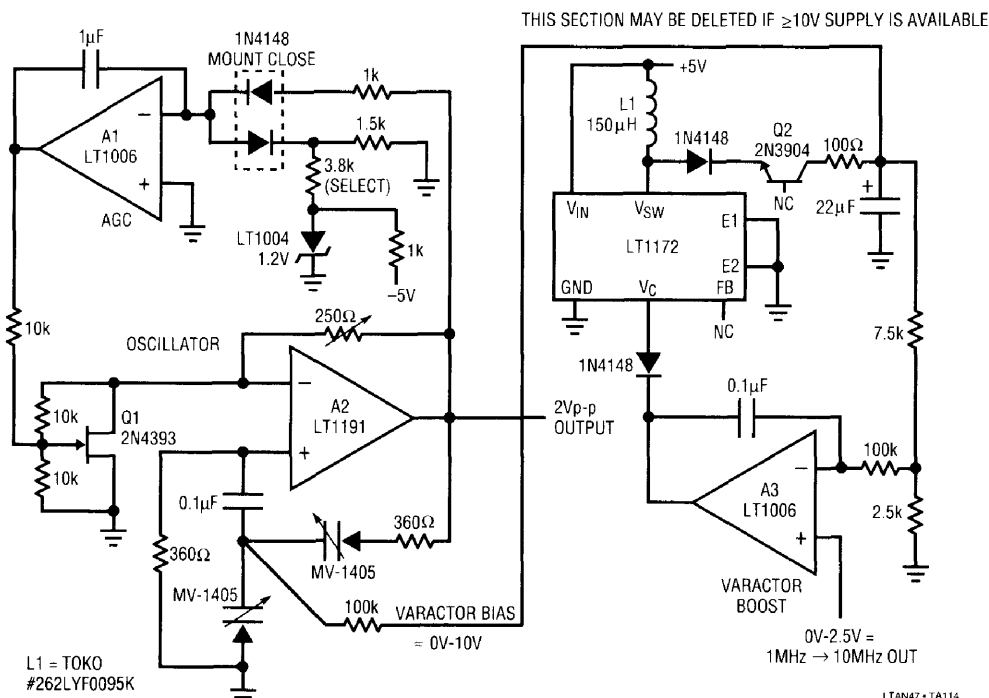 THIS SECTION MAY BE DELETED IF ≥10V SUPPLY IS AVAILABLE
1µF
1N4148
MOUNT CLOSE
1k
A1
LT1006
−
+
AGC
1.5k
3.8k
(SELECT)
LT1004
1.2V
1k
−5V
+5V
L1
150µH
1N4148
Q2
2N3904
100Ω
NC
+
22µF
VIN
VSW
LT1172
E1
E2
GND
VC
FB
NC
7.5k
10k
OSCILLATOR
250Ω
10k
Q1
2N4393
10k
−
A2
LT1191
+
2Vp-p
OUTPUT
1N4148
0.1µF
−
A3
LT1006
+
100k
2.5k
0.1µF
360Ω
MV-1405
360Ω
MV-1405
100k
VARACTOR BIAS
= 0V-10V
VARACTOR
BOOST
0V-2.5V =
1MHz → 10MHz OUT
L1 = TOKO
#262LYF0095K
LTAN47 • TA114